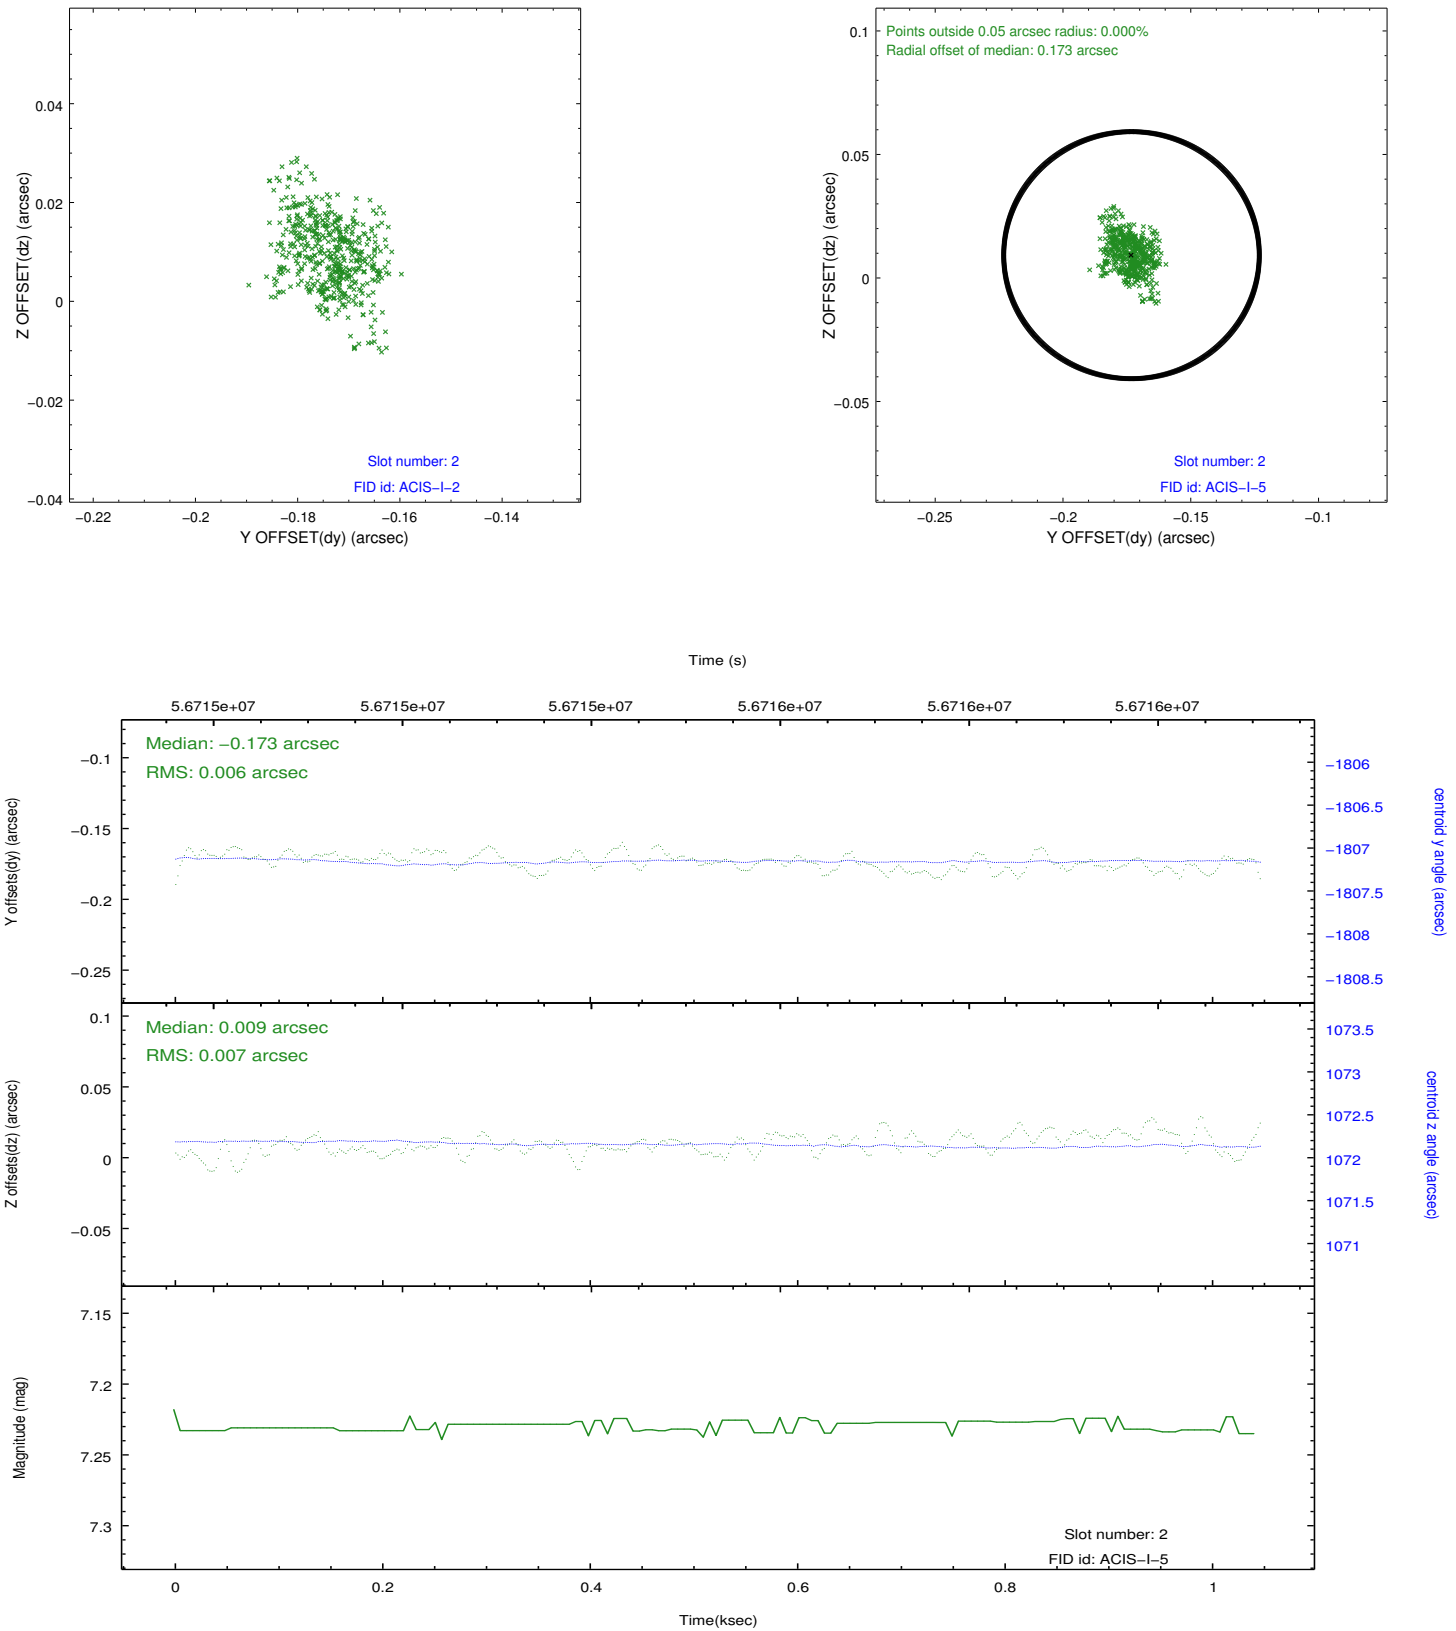 0.04
0.02
0
−0.02
−0.04
Z OFFSET(dz) (arcsec)
Slot number: 2
FID id: ACIS−I−2
−0.22
−0.2
−0.18
−0.16
−0.14
Y OFFSET(dy) (arcsec)
Points outside 0.05 arcsec radius: 0.000%
Radial offset of median: 0.173 arcsec
0.1
0.05
0
−0.05
Z OFFSET(dz) (arcsec)
Slot number: 2
FID id: ACIS−I−5
−0.25
−0.2
−0.15
−0.1
Y OFFSET(dy) (arcsec)
Time (s)
5.6715e+07
5.6715e+07
5.6715e+07
5.6716e+07
5.6716e+07
5.6716e+07
Median: −0.173 arcsec
RMS: 0.006 arcsec
−0.1
−0.15
−0.2
−0.25
Y offsets(dy) (arcsec)
−1806
−1806.5
−1807
−1807.5
−1808
−1808.5
centroid y angle (arcsec)
Median: 0.009 arcsec
RMS: 0.007 arcsec
0.1
0.05
0
−0.05
Z offsets(dz) (arcsec)
1073.5
1073
1072.5
1072
1071.5
1071
centroid z angle (arcsec)
7.15
7.2
7.25
7.3
Magnitude (mag)
Slot number: 2
FID id: ACIS−I−5
0
0.2
0.4
0.6
0.8
1
Time(ksec)